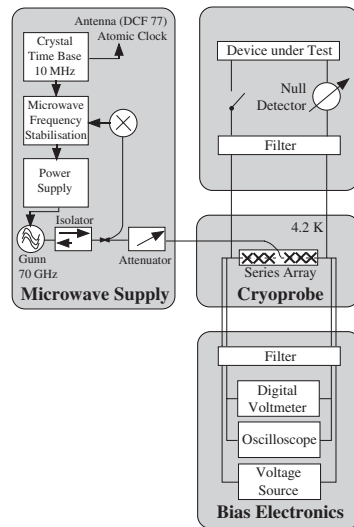 Antenna (DCF 77)
Atomic Clock
Crystal
Time Base
10 MHz
Microwave
Frequency
Stabilisation
Power
Supply
Isolator
Gunn
70 GHz
Attenuator
Microwave Supply
Device under Test
Null
Detector
Filter
4.2 K
Series Array
Cryoprobe
Filter
Digital
Voltmeter
Oscilloscope
Voltage
Source
Bias Electronics